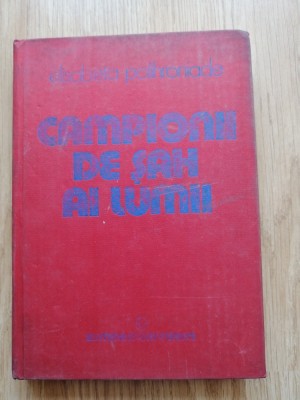 elisabeta polihroniade
CAMPIONII
DE ŞAH
AI LUMII